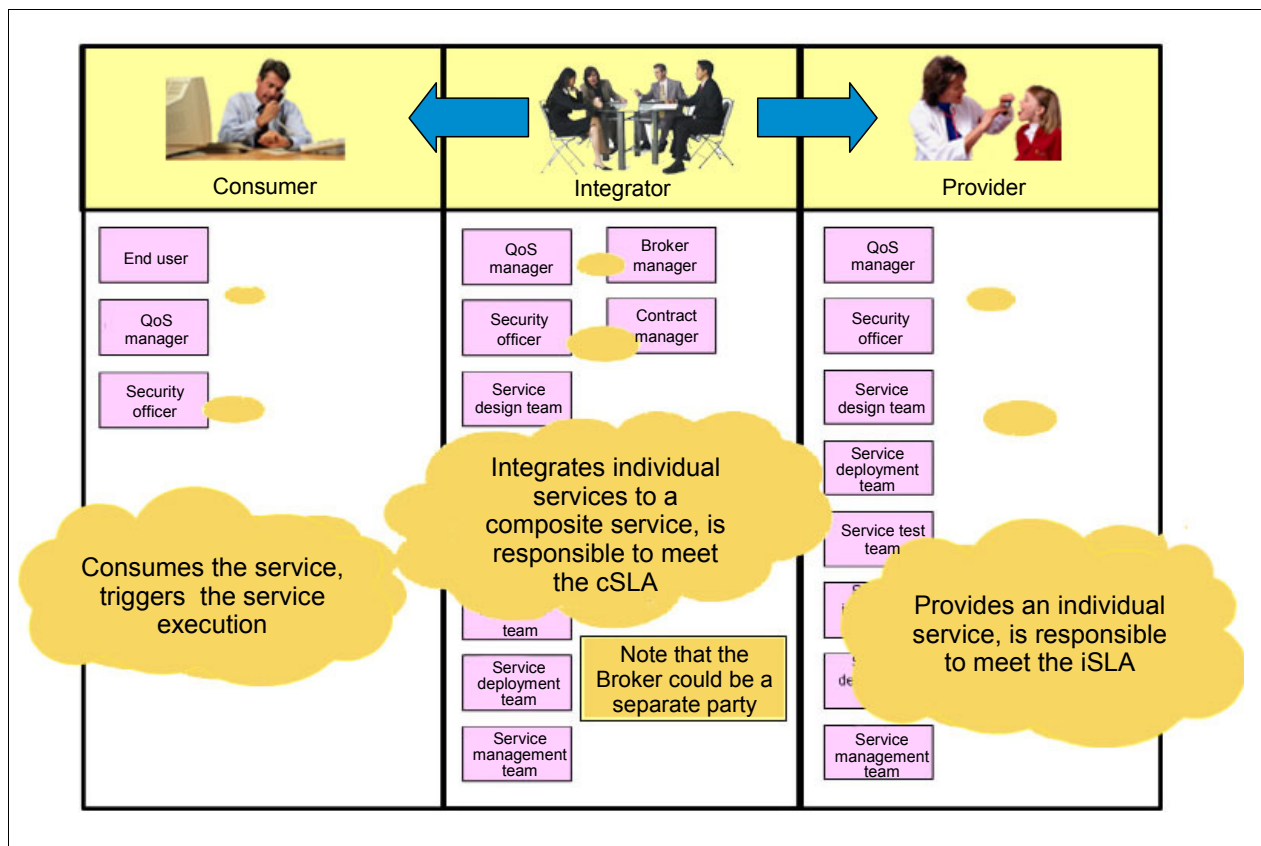 Consumer
Integrator
Provider
End user
QoS
manager
Security
officer
Consumes the service,
triggers the service
execution
QoS
manager
Broker
manager
Security
officer
Contract
manager
Service
design team
Integrates individual
services to a
composite service, is
responsible to meet
the cSLA
team
Service
deployment
team
Service
management
team
Note that the
Broker could be a
separate party
QoS
manager
Security
officer
Service
design team
Service
deployment
team
Service test
team
Provides an individual
service, is responsible
to meet the iSLA
Service
management
team